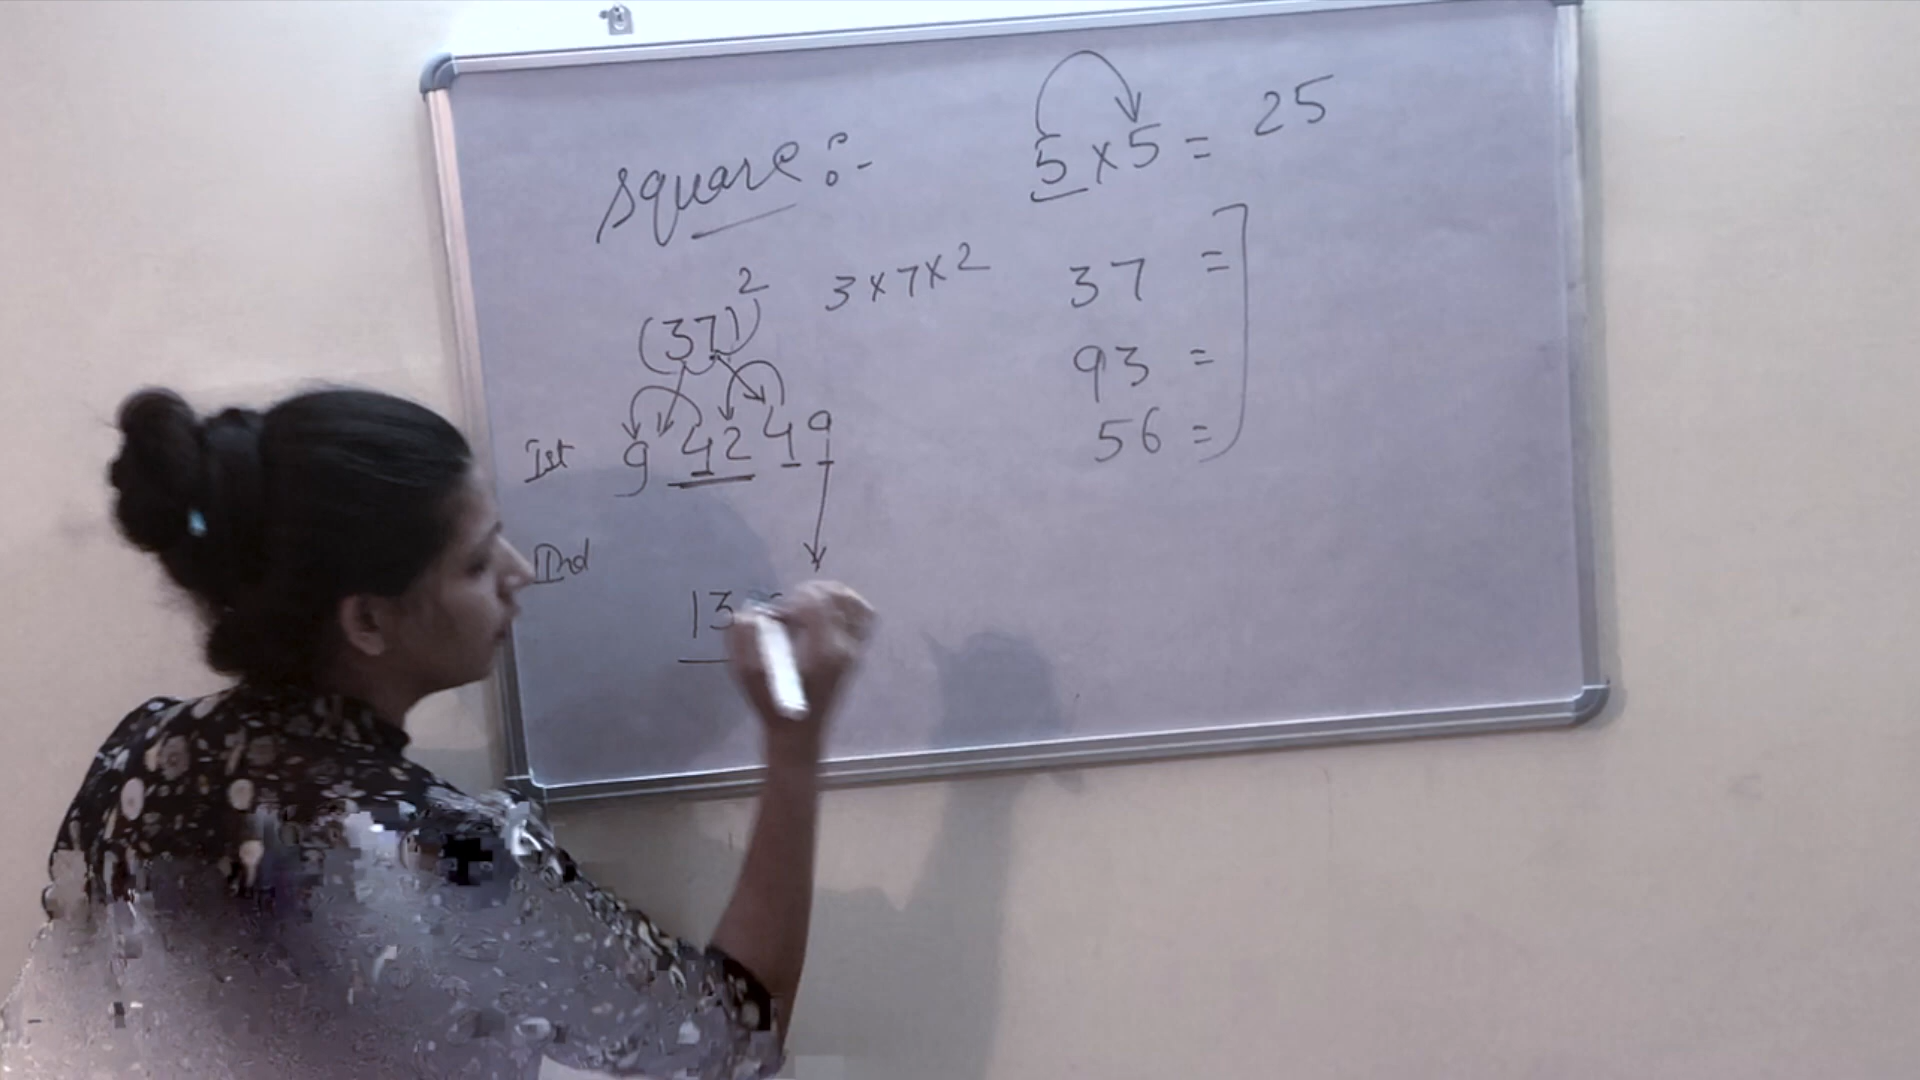 square :-
5 x 5 = 25
(37)² 3 x 7 x 2
37 =
93 =
56 =
Ist 9 42 49
IInd
13